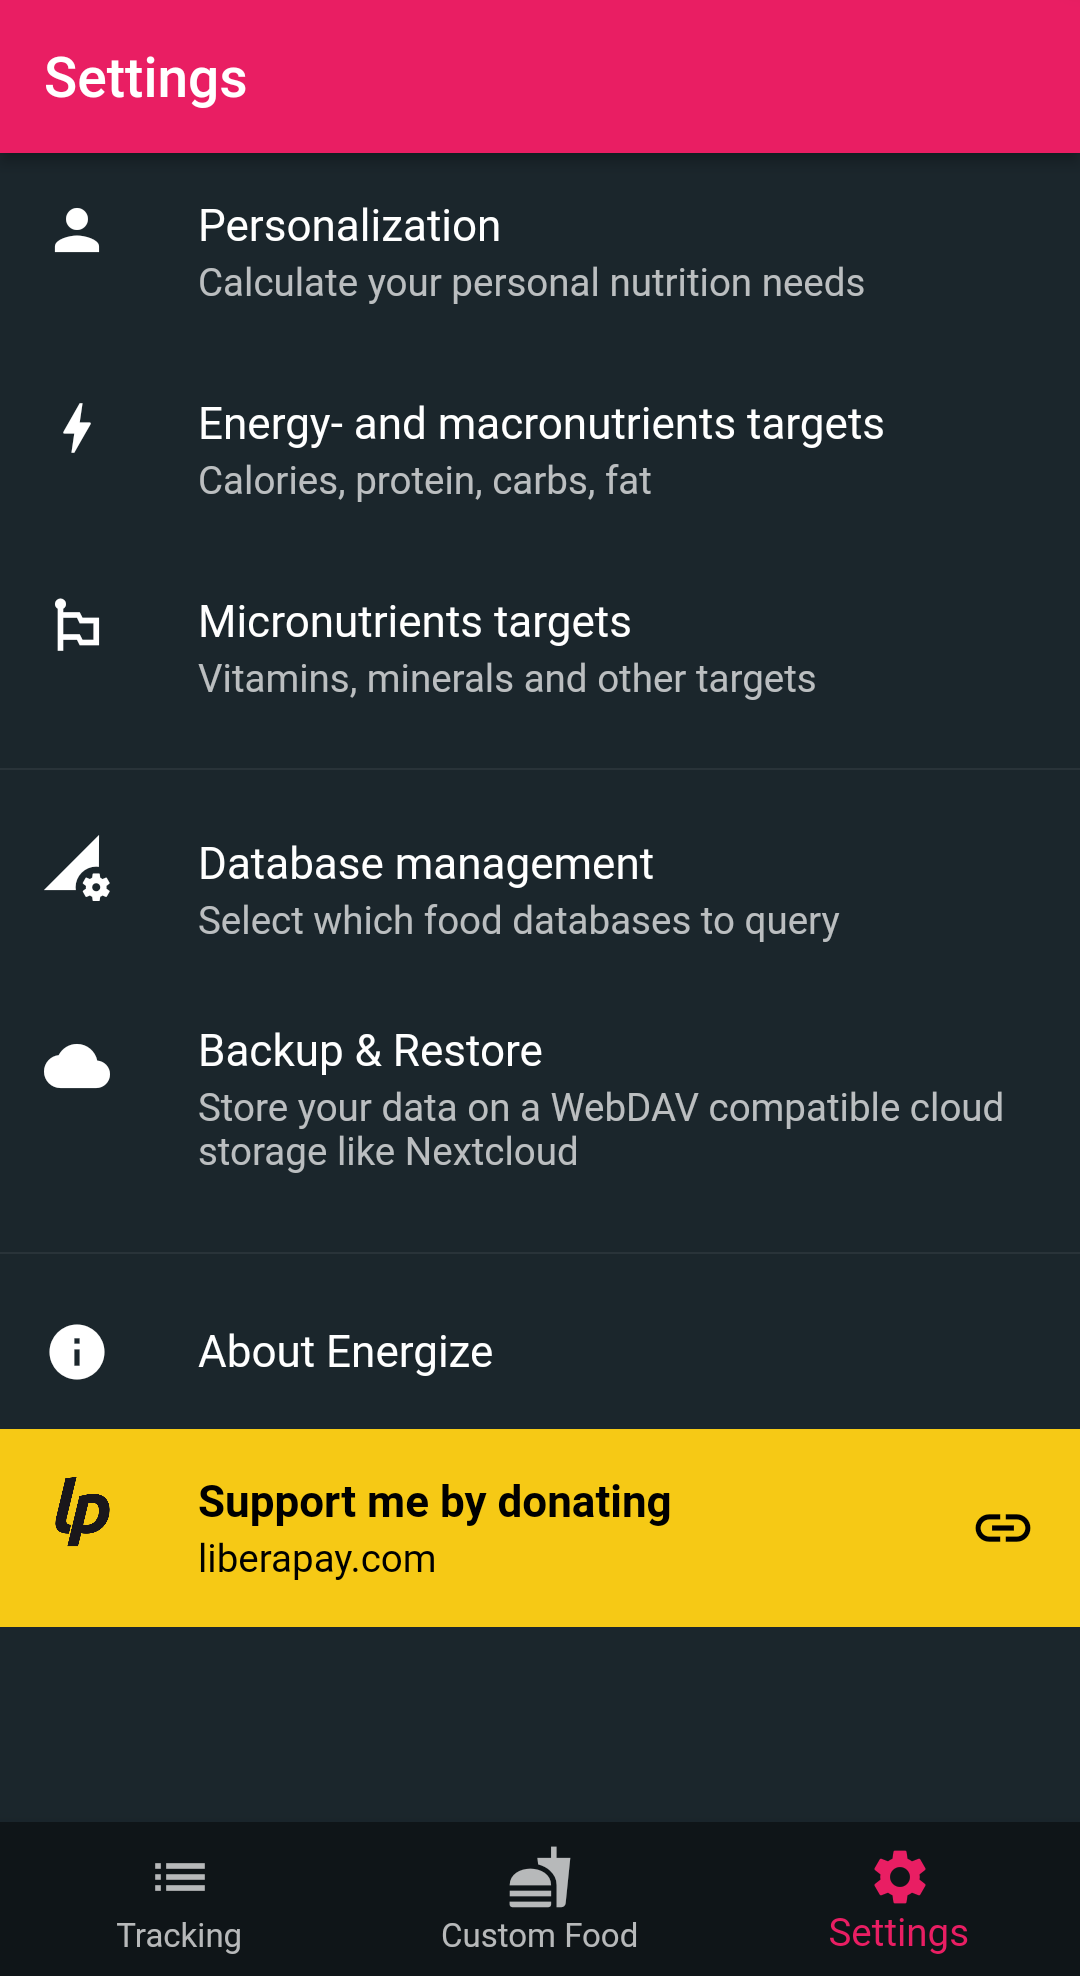 Settings
Personalization
Calculate your personal nutrition needs
Energy- and macronutrients targets
Calories, protein, carbs, fat
Micronutrients targets
Vitamins, minerals and other targets
Database management
Select which food databases to query
Backup & Restore
Store your data on a WebDAV compatible cloud
storage like Nextcloud
About Energize
lp
Support me by donating
liberapay.com
Tracking
Custom Food
Settings